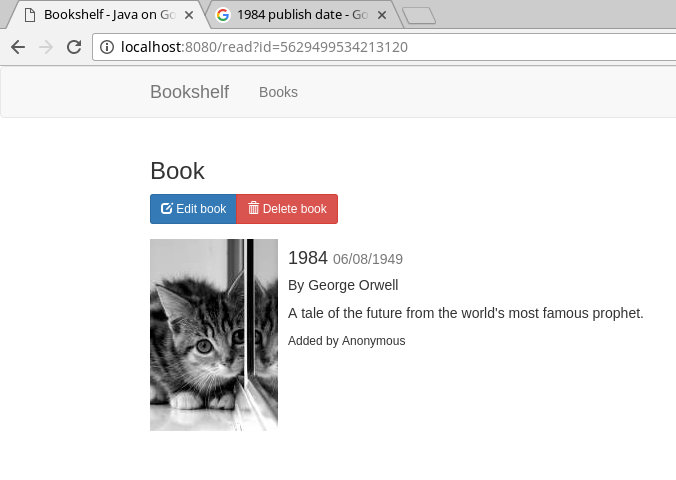 Bookshelf - Java on Go
1984 publish date - Go
localhost:8080/read?id=5629499534213120
Bookshelf Books
Book
Edit book Delete book
1984 06/08/1949
By George Orwell
A tale of the future from the world's most famous prophet.
Added by Anonymous